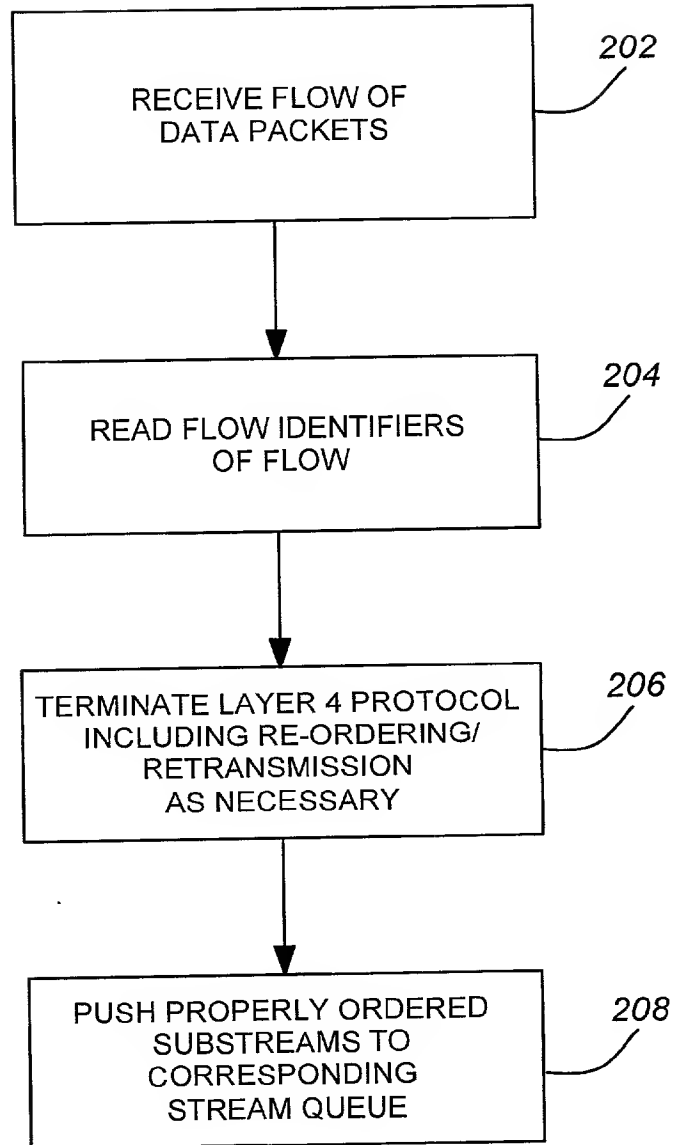 RECEIVE FLOW OF
DATA PACKETS
202
READ FLOW IDENTIFIERS
OF FLOW
204
TERMINATE LAYER 4 PROTOCOL
INCLUDING RE-ORDERING/
RETRANSMISSION
AS NECESSARY
206
PUSH PROPERLY ORDERED
SUBSTREAMS TO
CORRESPONDING
STREAM QUEUE
208